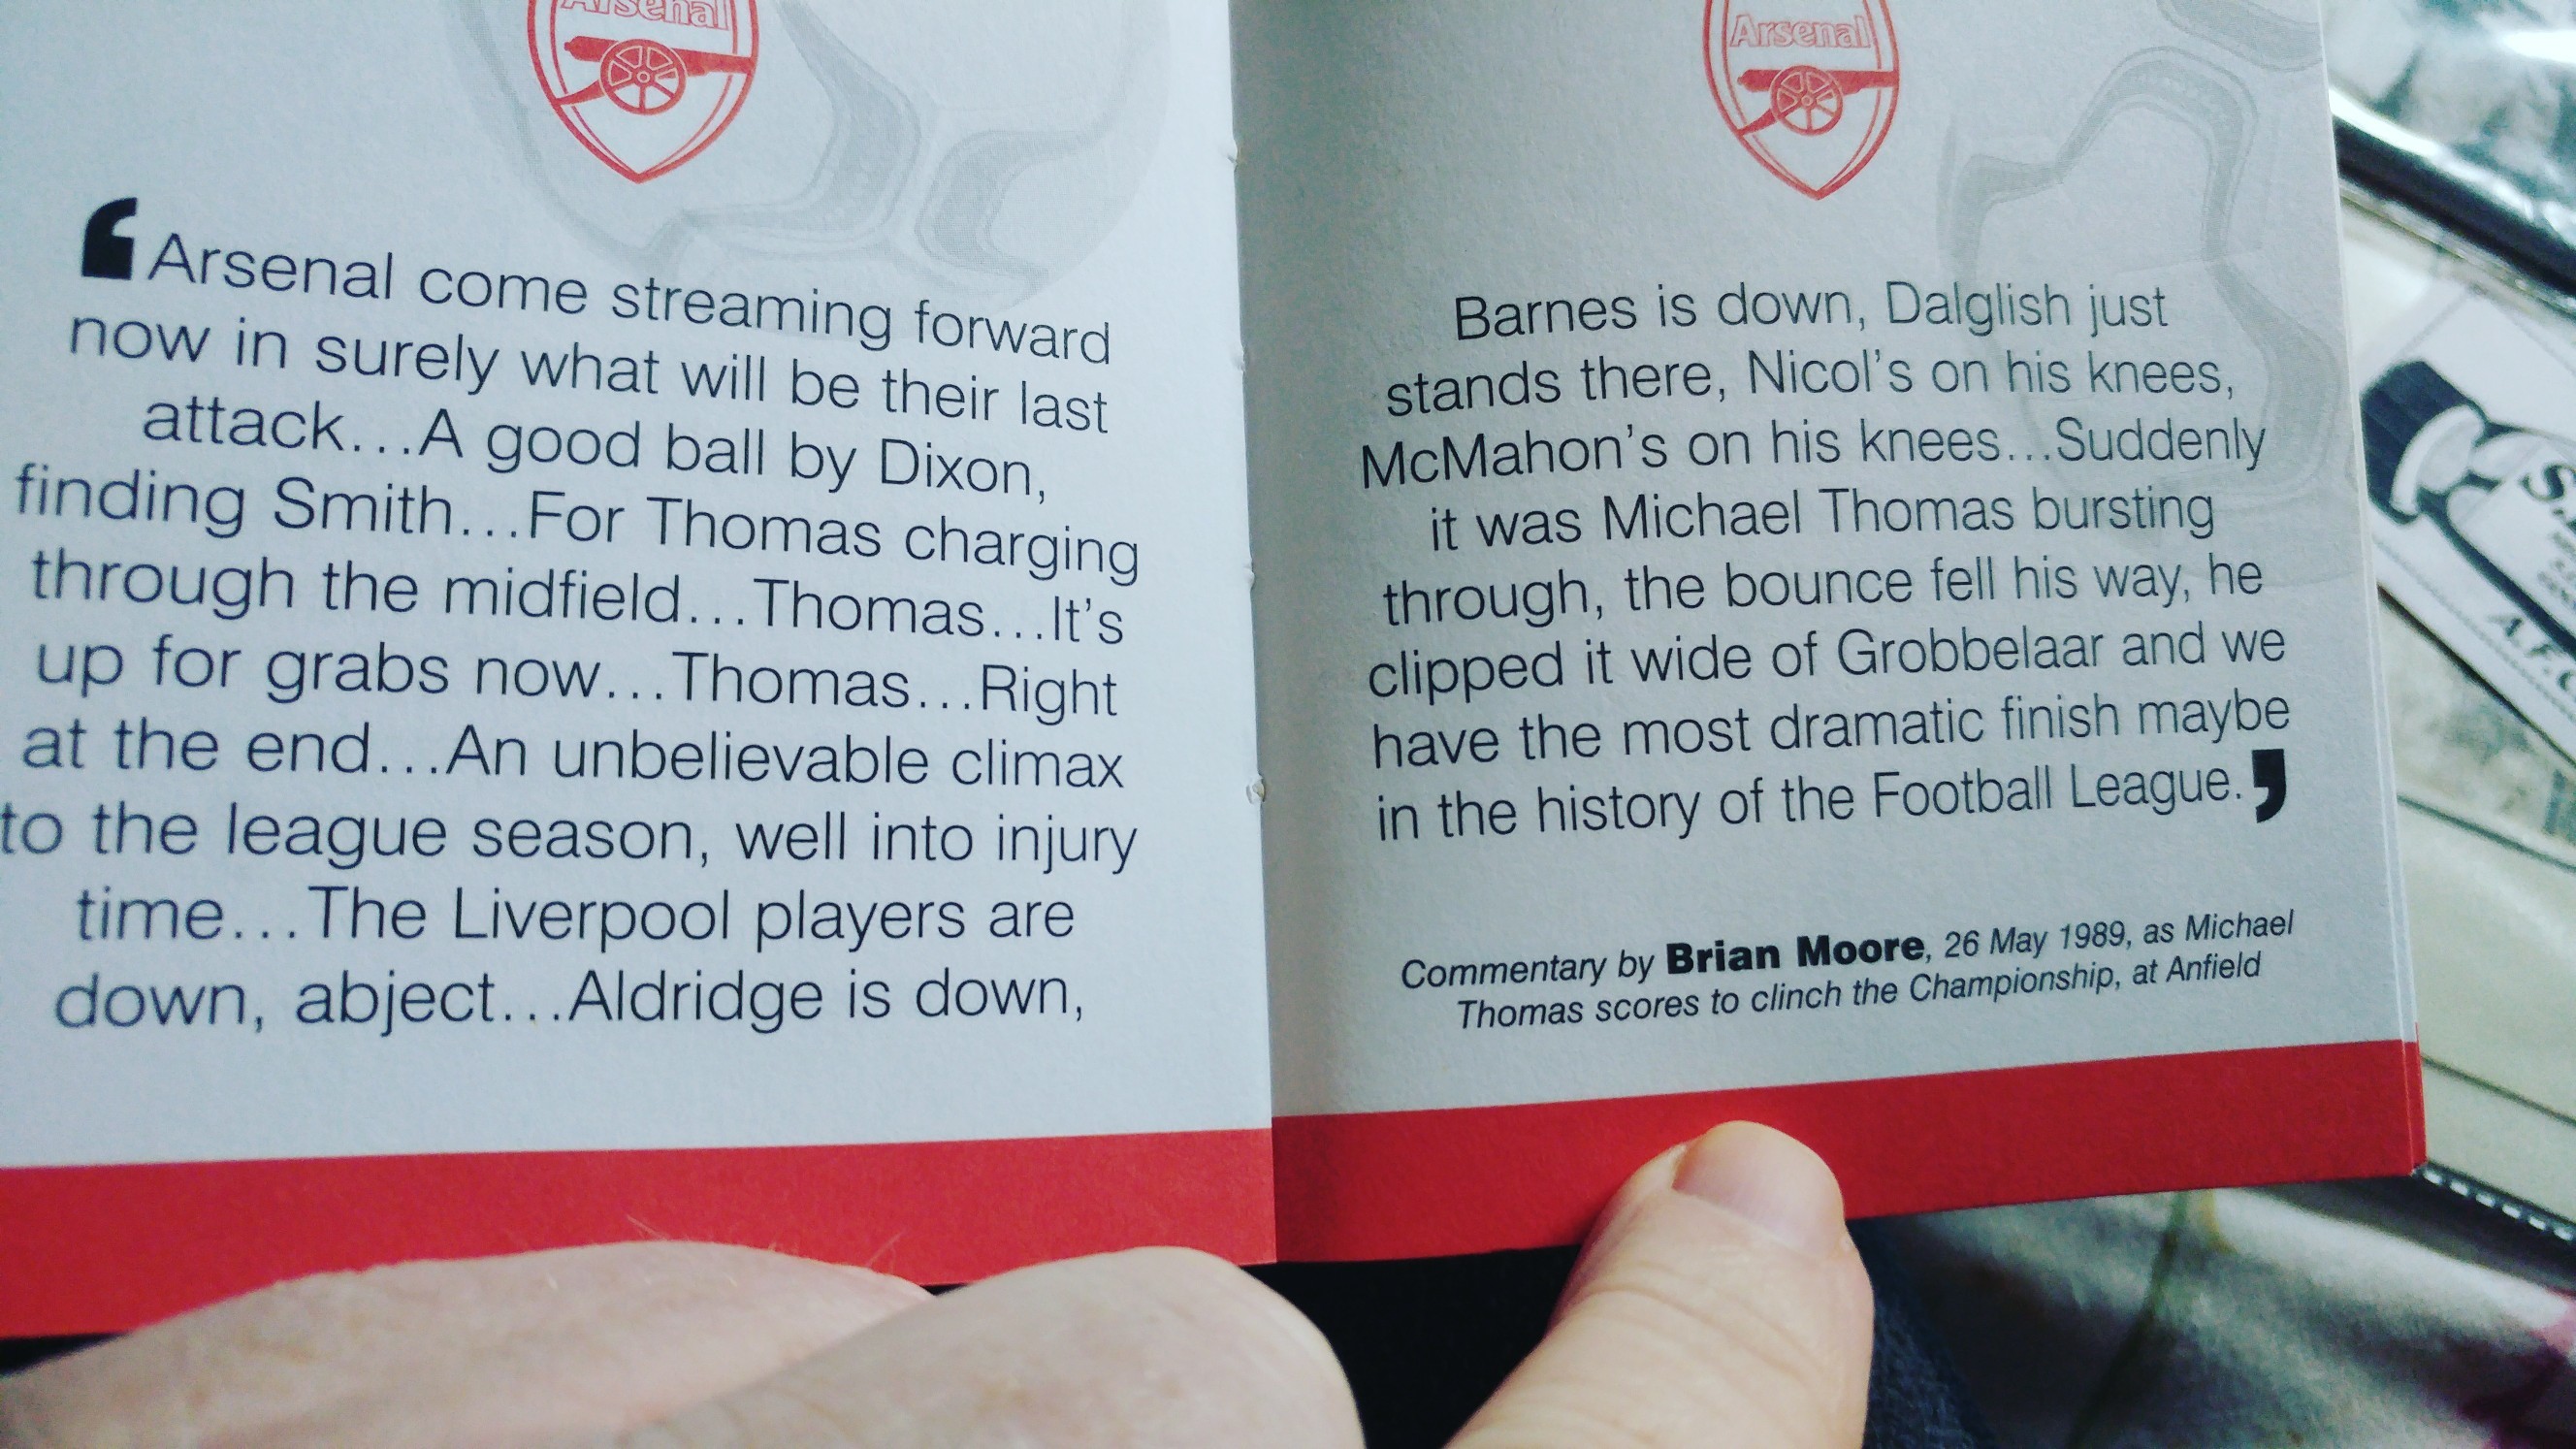 Arsenal
‘Arsenal come streaming forward
now in surely what will be their last
attack...A good ball by Dixon,
finding Smith...For Thomas charging
through the midfield...Thomas...It's
up for grabs now...Thomas...Right
at the end...An unbelievable climax
to the league season, well into injury
time...The Liverpool players are
down, abject...Aldridge is down,
Arsenal
Barnes is down, Dalglish just
stands there, Nicol's on his knees,
McMahon's on his knees...Suddenly
it was Michael Thomas bursting
through, the bounce fell his way, he
clipped it wide of Grobbelaar and we
have the most dramatic finish maybe
in the history of the Football League.’
Commentary by Brian Moore, 26 May 1989, as Michael
Thomas scores to clinch the Championship, at Anfield